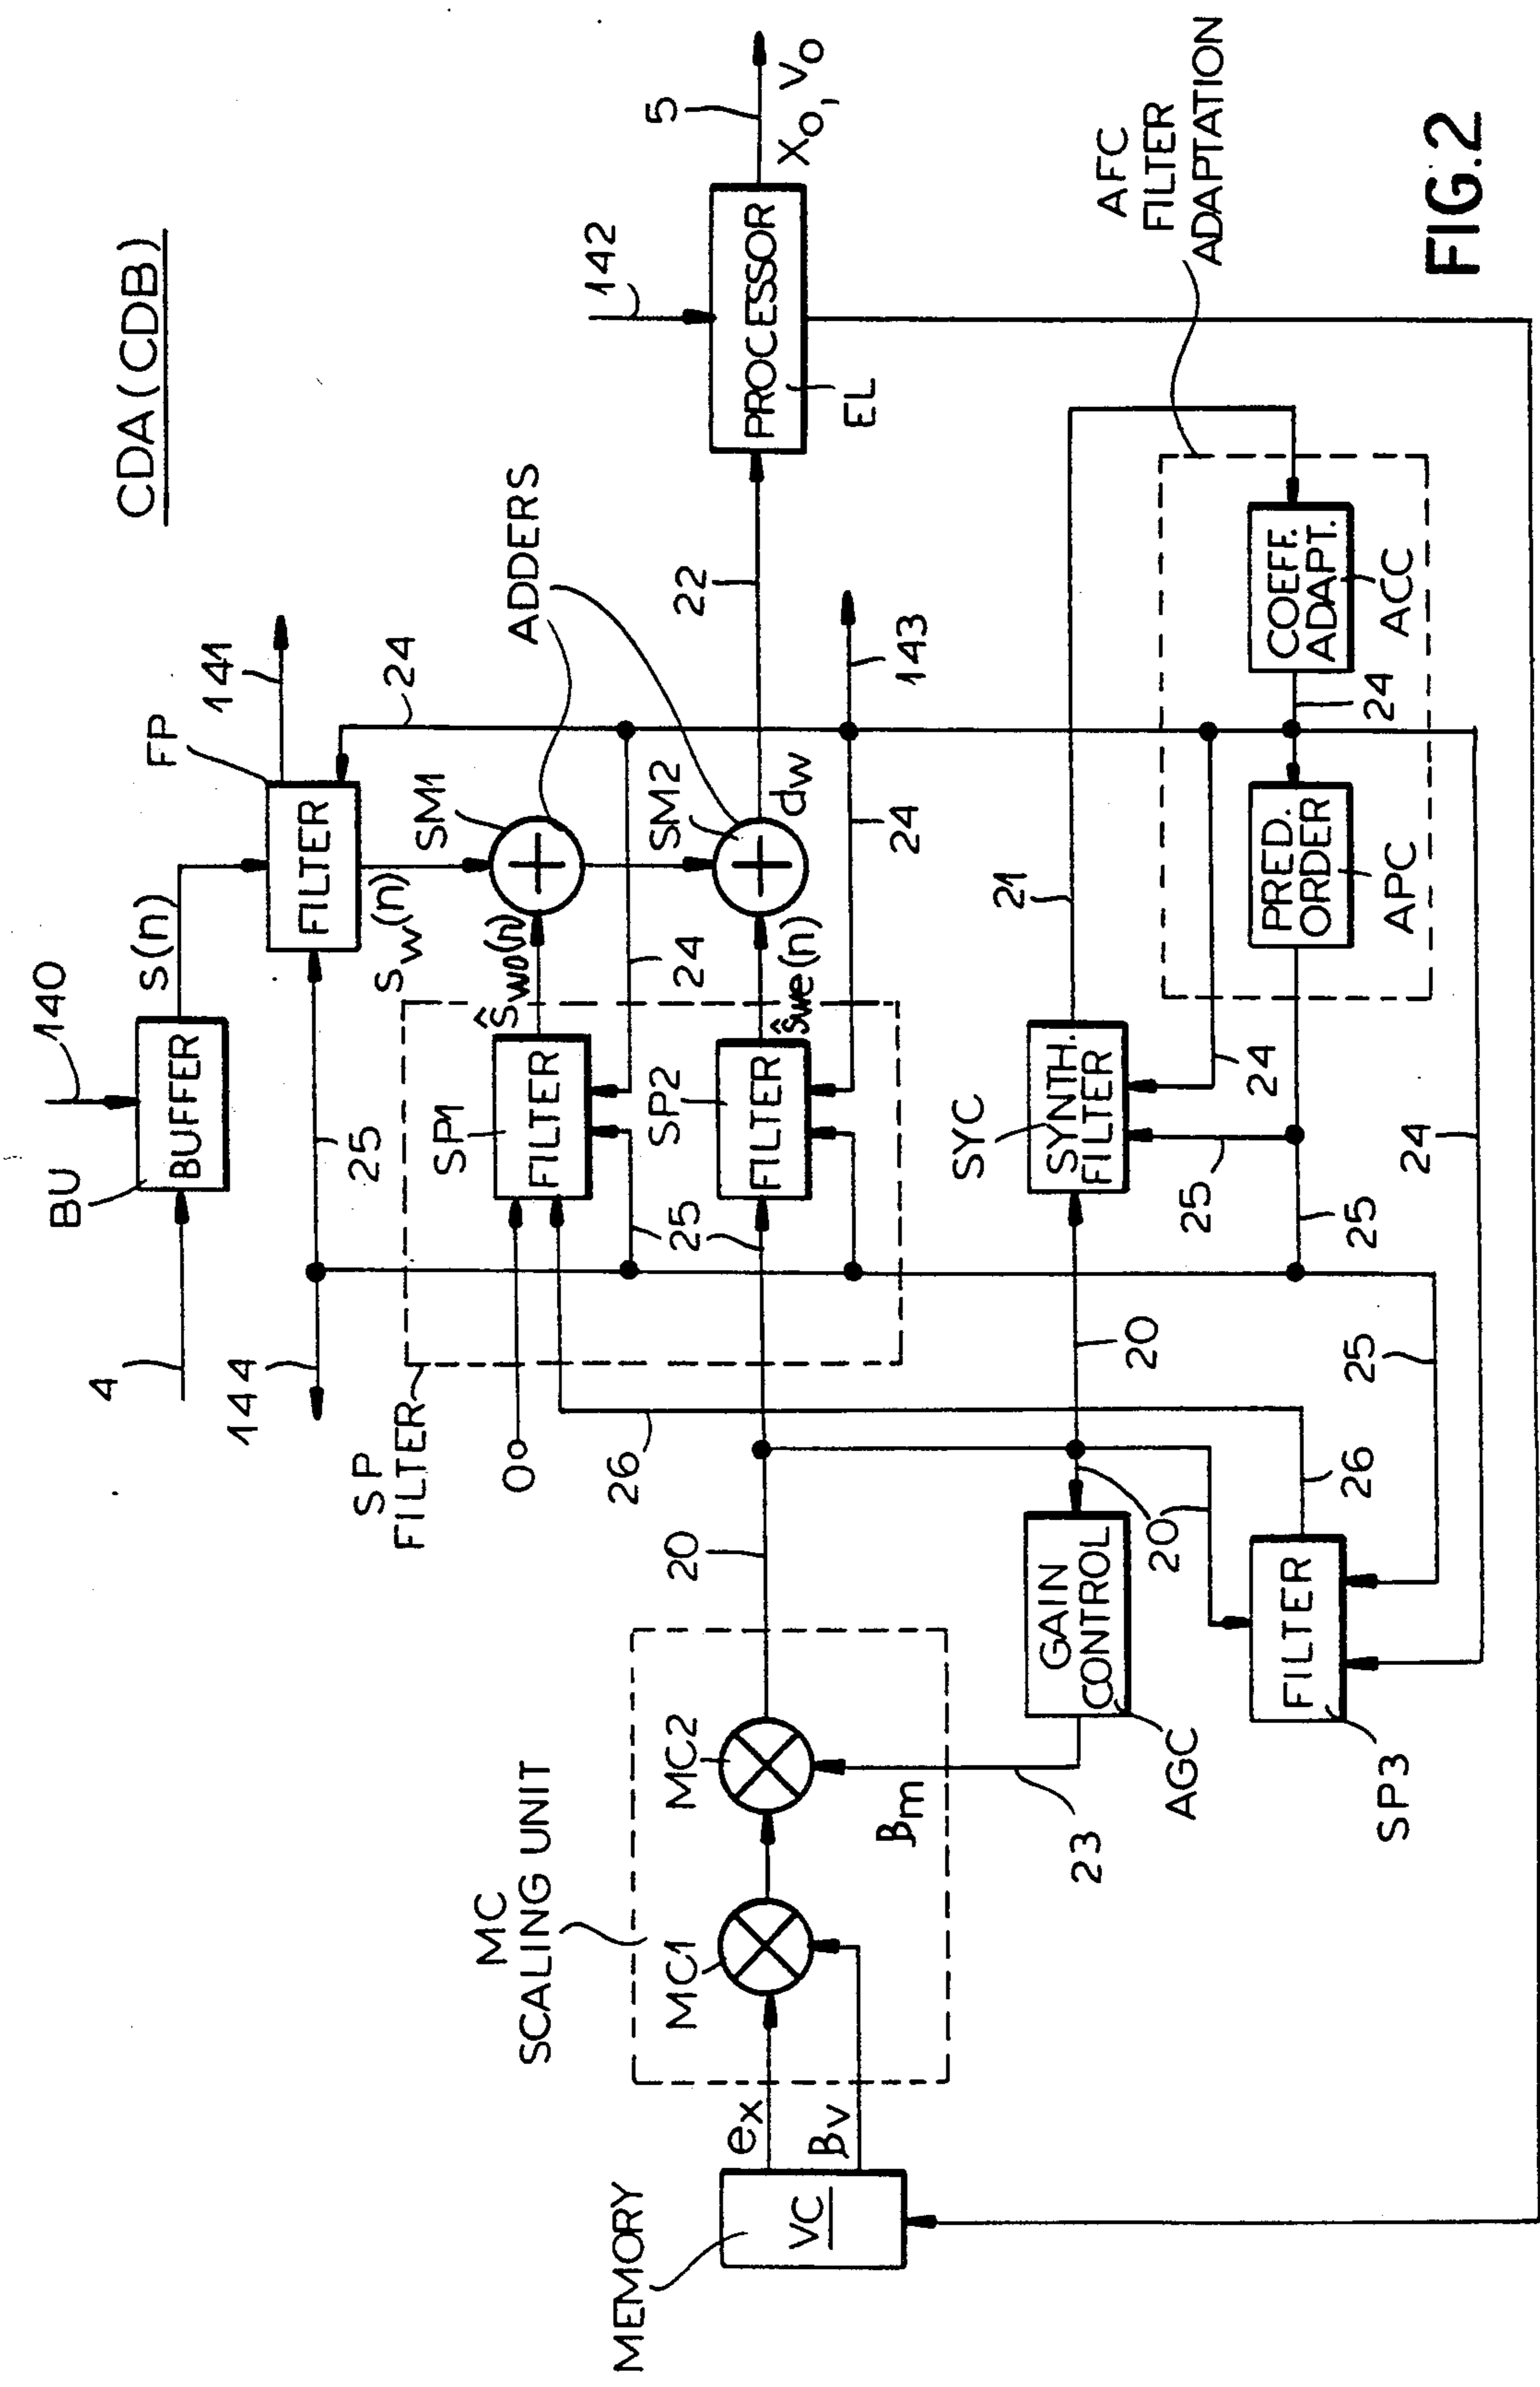 CDA (CDB)
4
BU
BUFFER
140
s(n)
FP
FILTER
141
144
25
24
sw(n)
SM1
ADDERS
SP
FILTER
0
SP1
FILTER
ŝw0(n)
24
25
26
SP2
FILTER
ŝwe(n)
SM2
dw
22
142
PROCESSOR
EL
5
X0, V0
24
143
MEMORY
VC
ex
βv
MC
SCALING UNIT
MC1
MC2
βm
20
23
GAIN
CONTROL
AGC
20
20
SYC
SYNTH.
FILTER
21
24
25
AFC
FILTER
ADAPTATION
SP3
FILTER
26
25
25
PRED.
ORDER
APC
24
COEFF.
ADAPT.
ACC
24
FIG.2